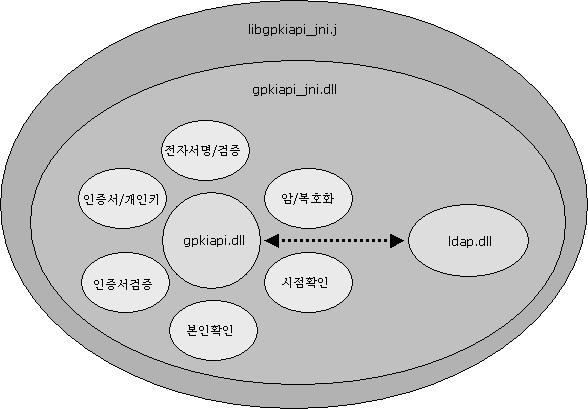 libgpkiapi_jni.j
gpkiapi_jni.dll
전자서명/검증
인증서/개인키
암/복호화
gpkiapi.dll
ldap.dll
인증서검증
시점확인
본인확인